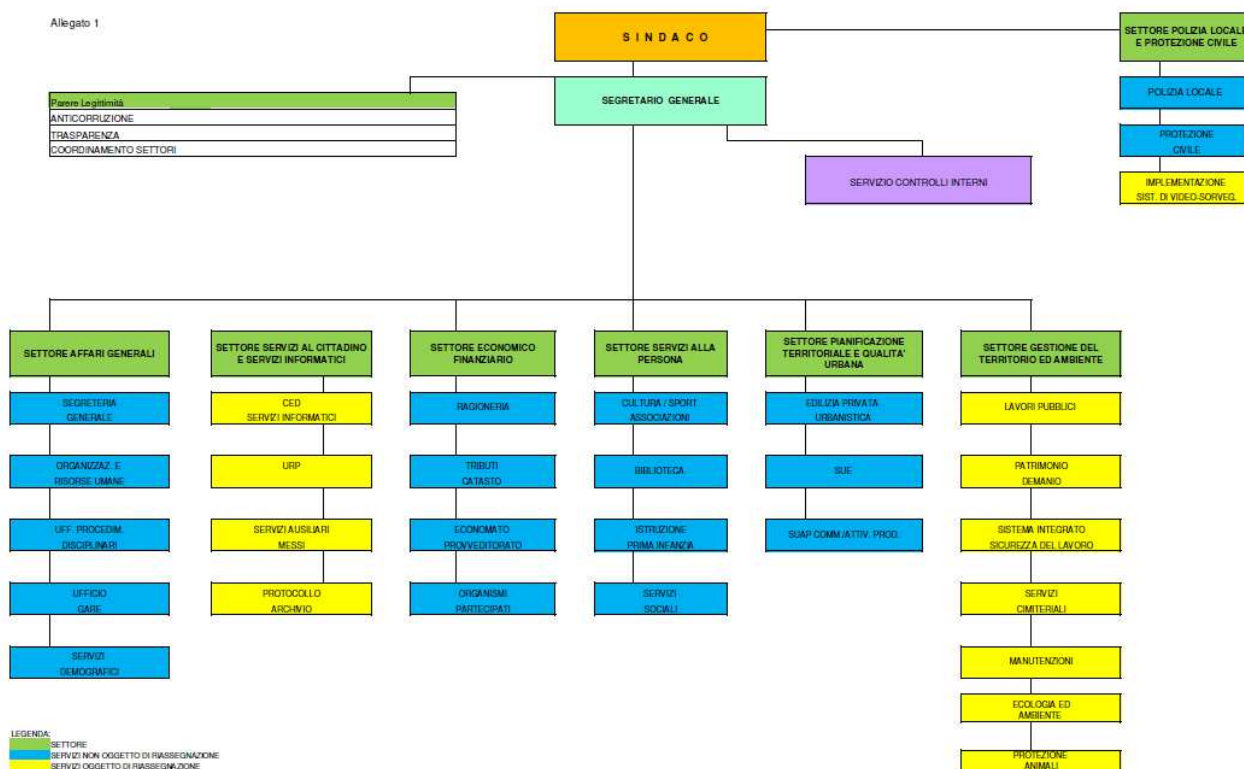 Allegato 1
S I N D A C O
SETTORE POLIZIA LOCALE
E PROTEZIONE CIVILE
SEGRETARIO GENERALE
POLIZIA LOCALE
Parere Legittimità
ANTICORRUZIONE
TRASPARENZA
COORDINAMENTO SETTORI
PROTEZIONE
CIVILE
SERVIZIO CONTROLLI INTERNI
IMPLEMENTAZIONE
SIST. DI VIDEO-SORVEG.
SETTORE AFFARI GENERALI
SEGRETERIA
GENERALE
ORGANIZZAZ. E
RISORSE UMANE
UFF. PROCEDIM.
DISCIPLINARI
UFFICIO
GARE
SERVIZI
DEMOGRAFICI
SETTORE SERVIZI AL CITTADINO
E SERVIZI INFORMATICI
CED
SERVIZI INFORMATICI
URP
SERVIZI AUSILIARI
MESSI
PROTOCOLLO
ARCHIVIO
SETTORE ECONOMICO
FINANZIARIO
RAGIONERIA
TRIBUTI
CATASTO
ECONOMATO
PROVVEDITORATO
ORGANISMI
PARTECIPATI
SETTORE SERVIZI ALLA
PERSONA
CULTURA / SPORT
ASSOCIAZIONI
BIBLIOTECA
ISTRUZIONE
PRIMA INFANZIA
SERVIZI
SOCIALI
SETTORE PIANIFICAZIONE
TERRITORIALE E QUALITA'
URBANA
EDILIZIA PRIVATA
URBANISTICA
SUE
SUAP COMM./ATTIV. PROD.
SETTORE GESTIONE DEL
TERRITORIO ED AMBIENTE
LAVORI PUBBLICI
PATRIMONIO
DEMANIO
SISTEMA INTEGRATO
SICUREZZA DEL LAVORO
SERVIZI
CIMITERIALI
MANUTENZIONI
ECOLOGIA ED
AMBIENTE
PROTEZIONE
ANIMALI
LEGENDA:
SETTORE
SERVIZI NON OGGETTO DI RIASSEGNAZIONE
SERVIZI OGGETTO DI RIASSEGNAZIONE